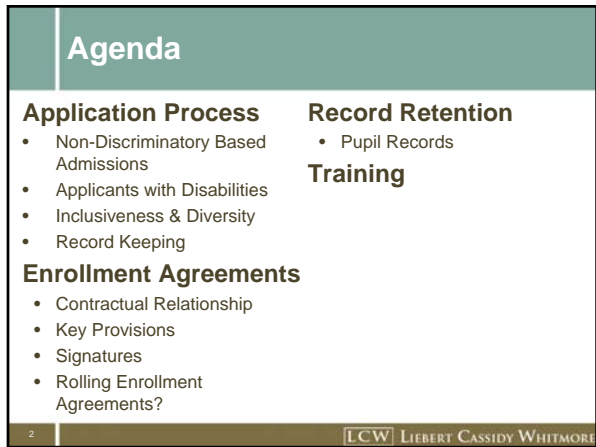 Agenda
Application Process
• Non-Discriminatory Based
Admissions
• Applicants with Disabilities
• Inclusiveness & Diversity
• Record Keeping
Enrollment Agreements
• Contractual Relationship
• Key Provisions
• Signatures
• Rolling Enrollment
Agreements?
Record Retention
• Pupil Records
Training
2
LCW LIEBERT CASSIDY WHITMORE